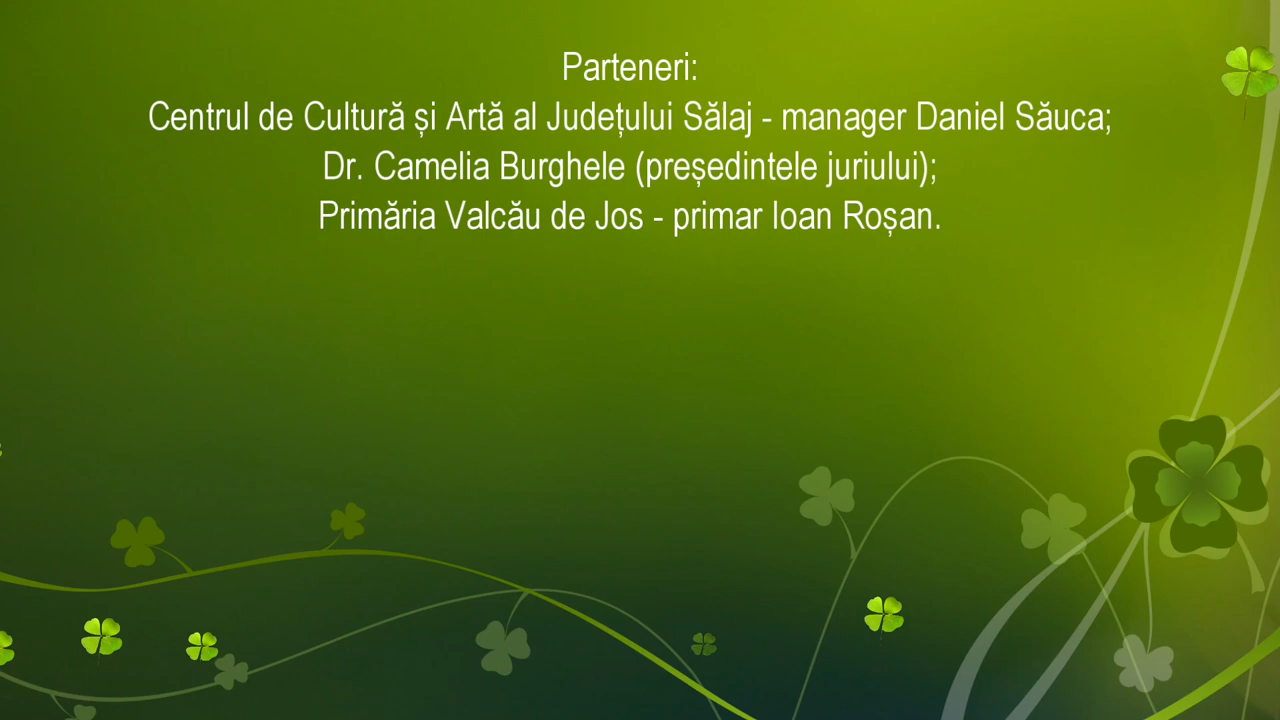 Parteneri:
Centrul de Cultură și Artă al Județului Sălaj - manager Daniel Săuca;
Dr. Camelia Burghele (președintele juriului);
Primăria Valcău de Jos - primar Ioan Roșan.